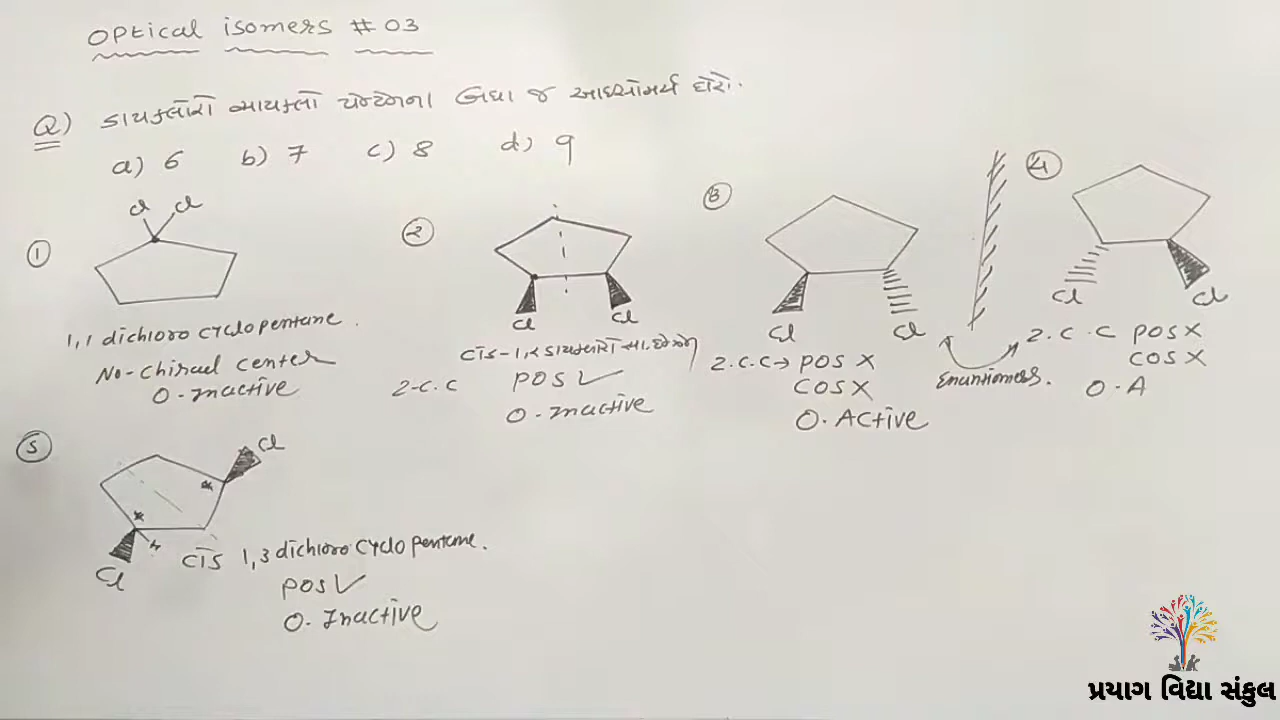 OPtical isomers # 03
Q) ડાયક્લોરો સાયક્લો પેન્ટેનના બધા જ આઇસોમર્સ દોરો.
a) 6 b) 7 c) 8 d) 9
①
Cl Cl
1,1 dichloro cyclopentane.
No-chiral center
O-Inactive
②
Cl Cl
CIS-1,2 ડાયક્લોરો સા.
2-C.C POS ✓
O-Inactive
③
Cl Cl
2.C.C→ POS X
COS X
O. Active
Enantiomers.
④
Cl Cl
2.C.C POS X
COS X
O.A
⑤
Cl
Cl
CIS 1,3 dichloro cyclo pentane.
POS ✓
O. Inactive
પ્રયાગ વિદ્યા સંકુલ